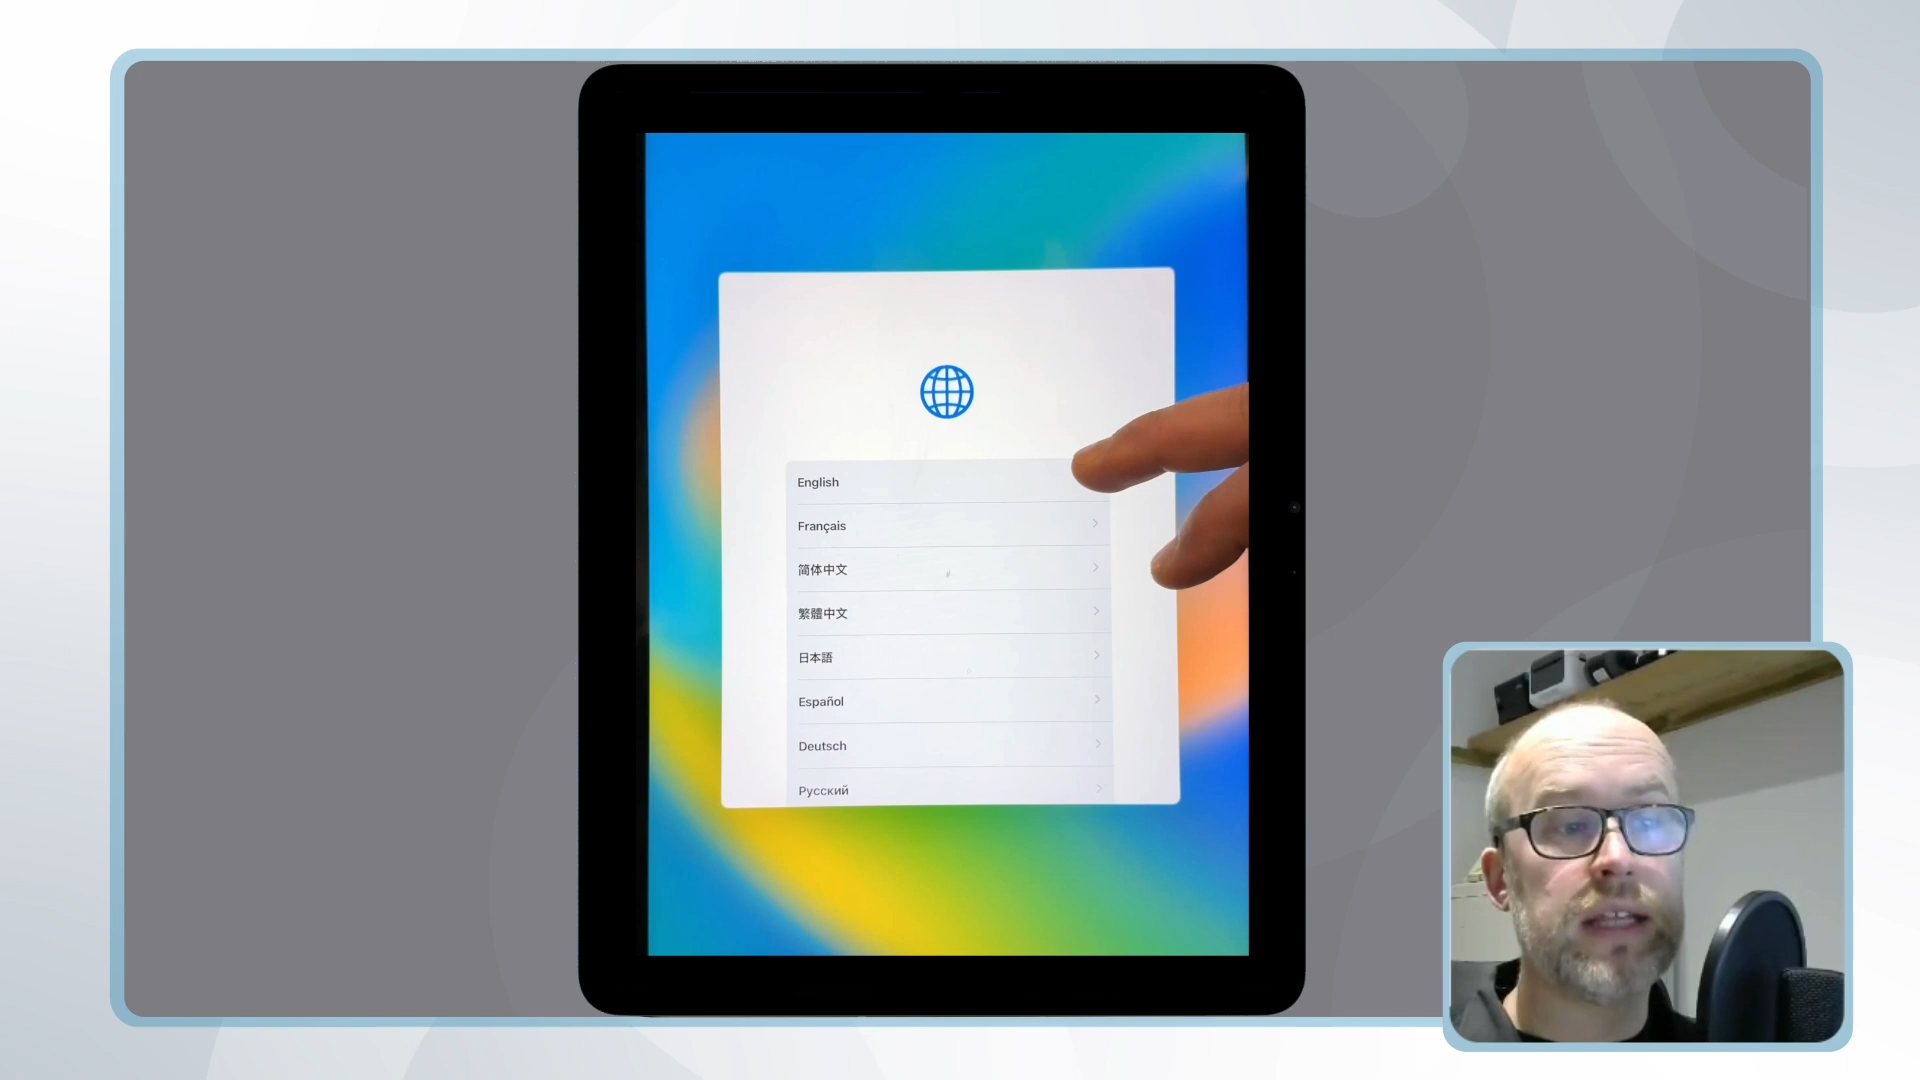 English
Français
简体中文
繁體中文
日本語
Español
Deutsch
Русский